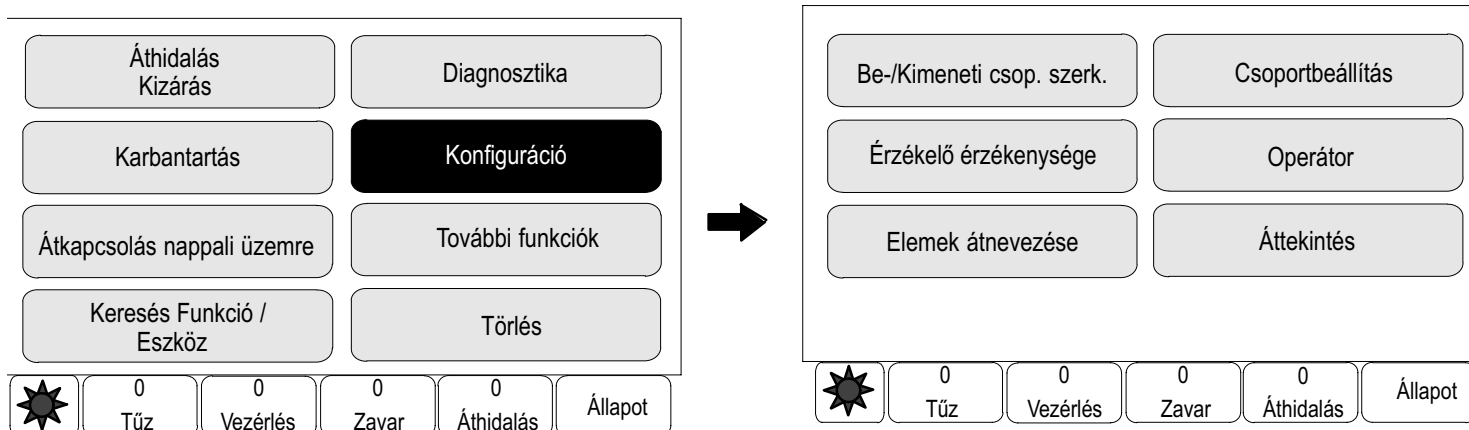 Áthidalás
Kizárás
Diagnosztika
Karbantartás
Konfiguráció
Átkapcsolás nappali üzemre
További funkciók
Keresés Funkció /
Eszköz
Törlés
0
Tűz
0
Vezérlés
0
Zavar
0
Áthidalás
Állapot
Be-/Kimeneti csop. szerk.
Csoportbeállítás
Érzékelő érzékenysége
Operátor
Elemek átnevezése
Áttekintés
0
Tűz
0
Vezérlés
0
Zavar
0
Áthidalás
Állapot